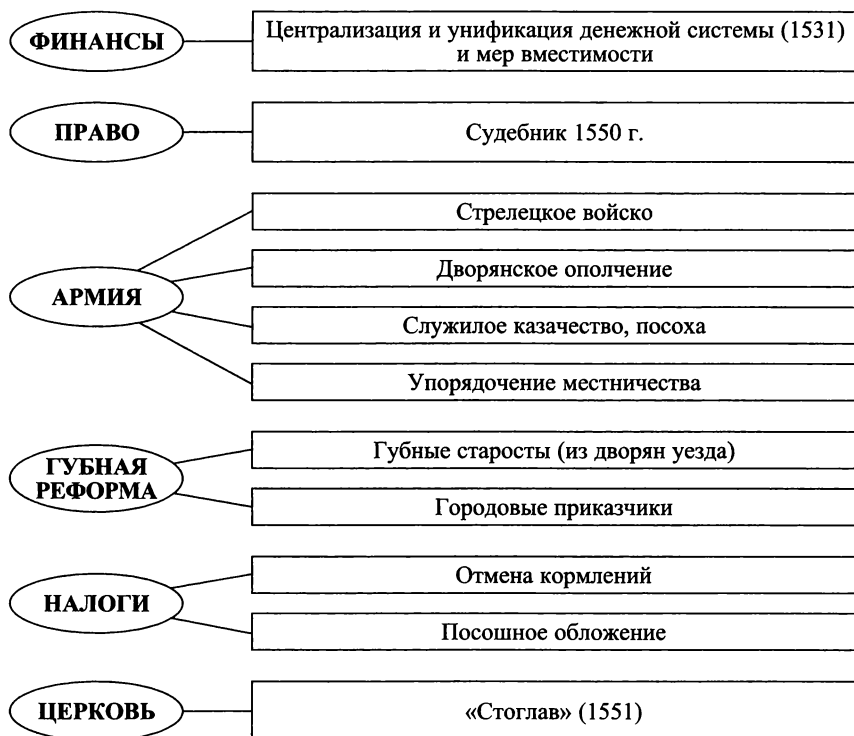 ФИНАНСЫ
Централизация и унификация денежной системы (1531)
и мер вместимости
ПРАВО
Судебник 1550 г.
АРМИЯ
Стрелецкое войско
Дворянское ополчение
Служилое казачество, посоха
Упорядочение местничества
ГУБНАЯ
РЕФОРМА
Губные старосты (из дворян уезда)
Городовые приказчики
НАЛОГИ
Отмена кормлений
Посошное обложение
ЦЕРКОВЬ
«Стоглав» (1551)